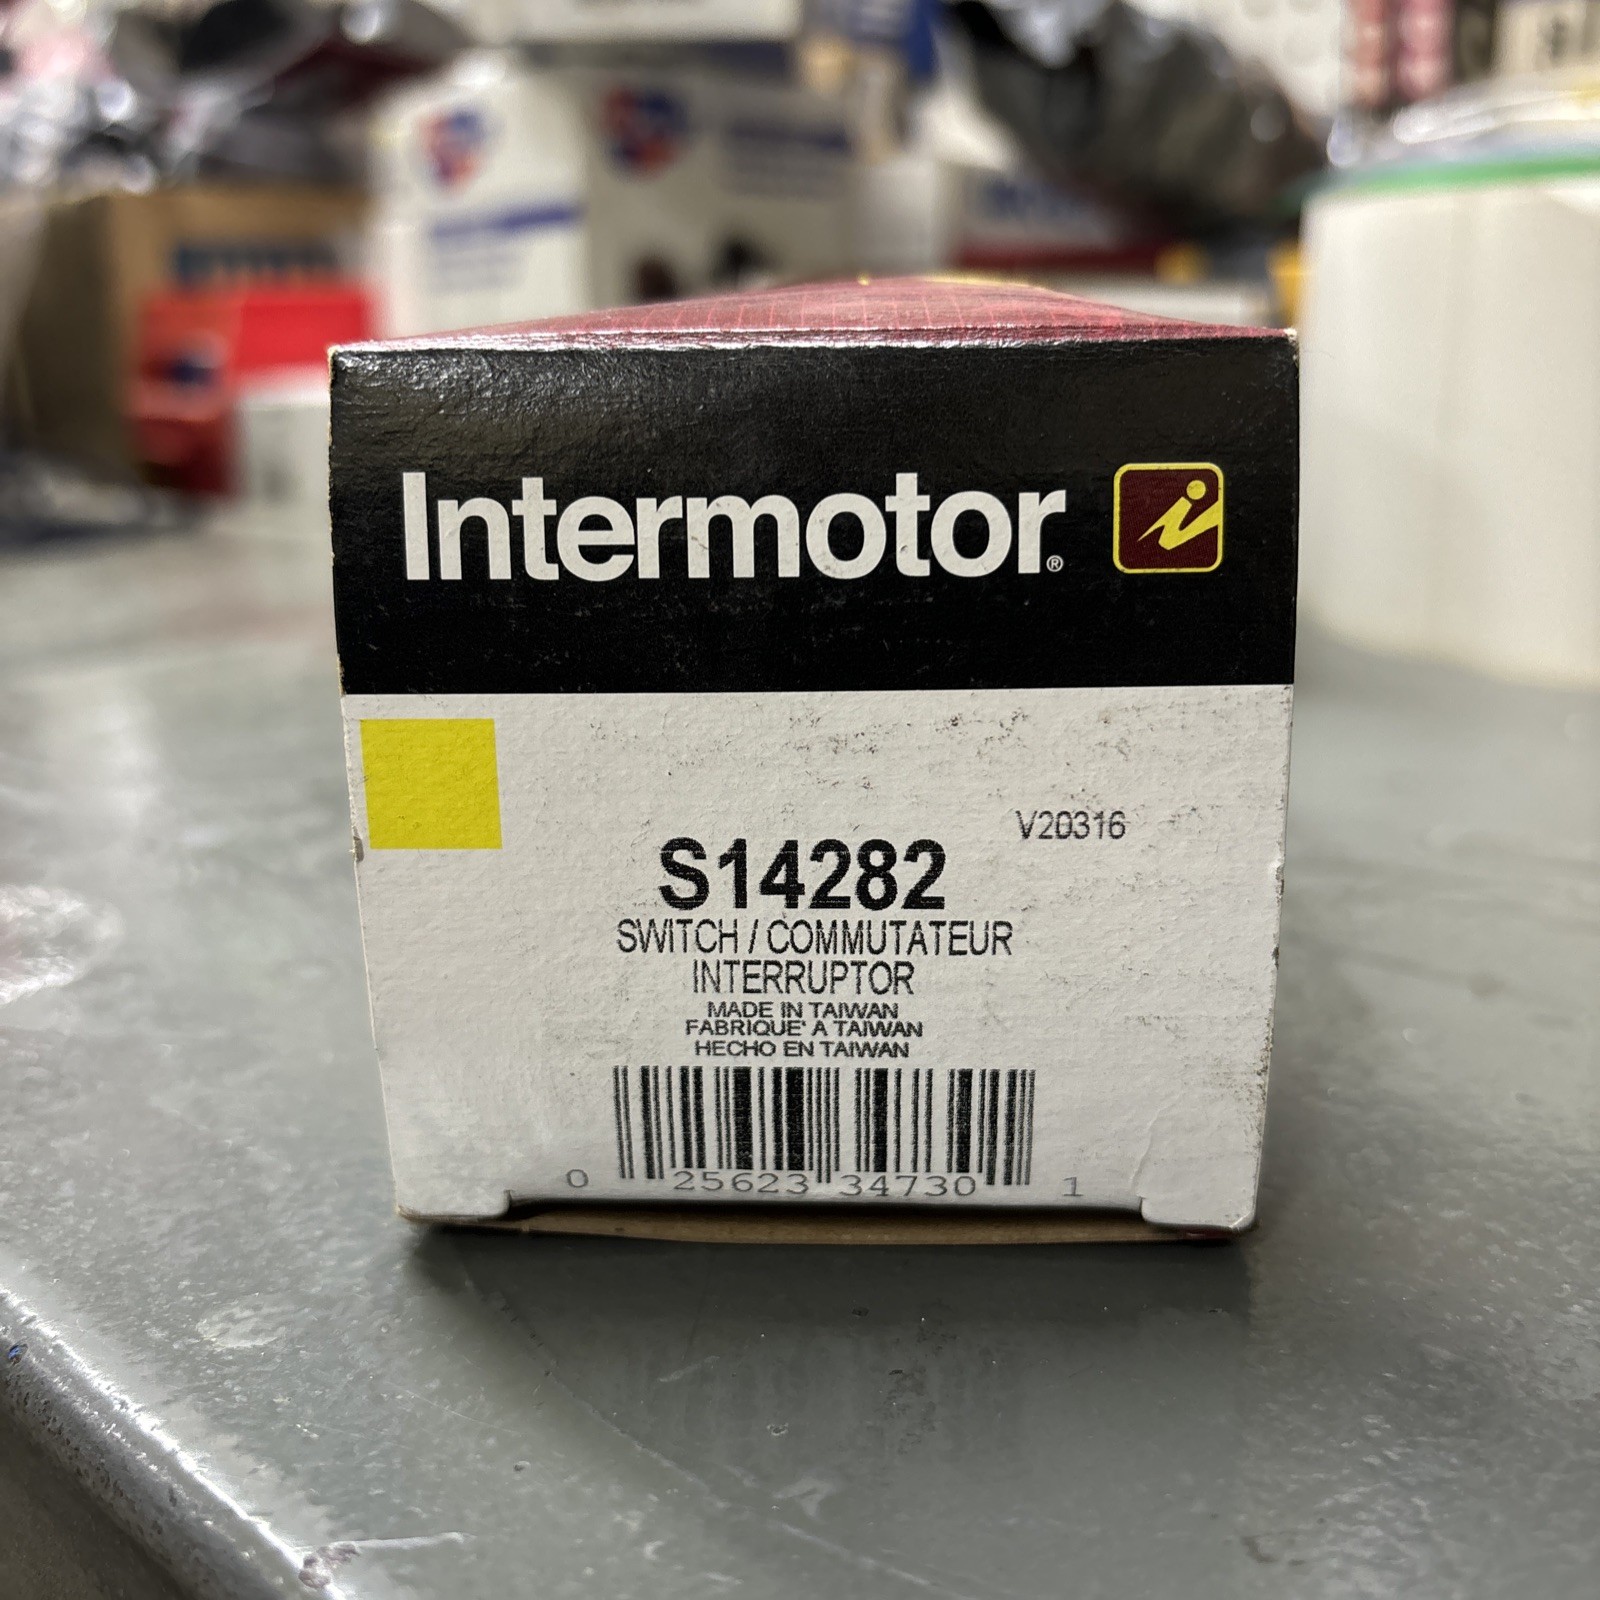 Intermotor®
V20316
S14282
SWITCH / COMMUTATEUR
INTERRUPTOR
MADE IN TAIWAN
FABRIQUE' A TAIWAN
HECHO EN TAIWAN
0 25623 34730 1